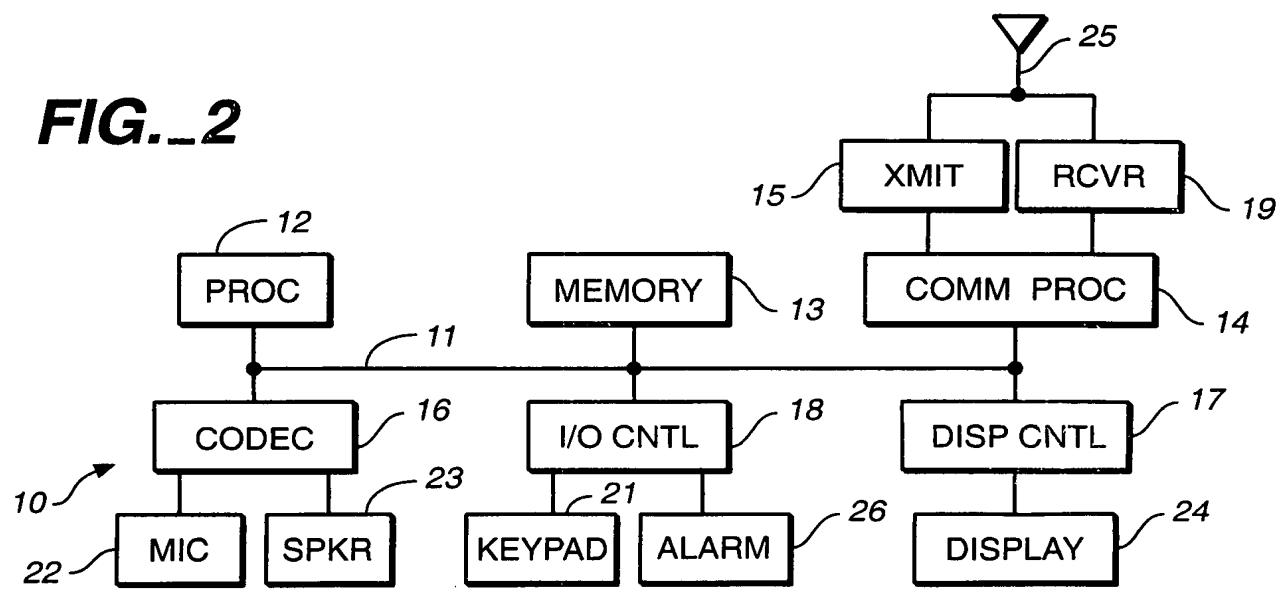 25
FIG._2
XMIT
RCVR
15
19
12
PROC
MEMORY
COMM PROC
13
14
11
16
18
17
CODEC
I/O CNTL
DISP CNTL
10
23
21
MIC
SPKR
KEYPAD
ALARM
26
DISPLAY
24
22